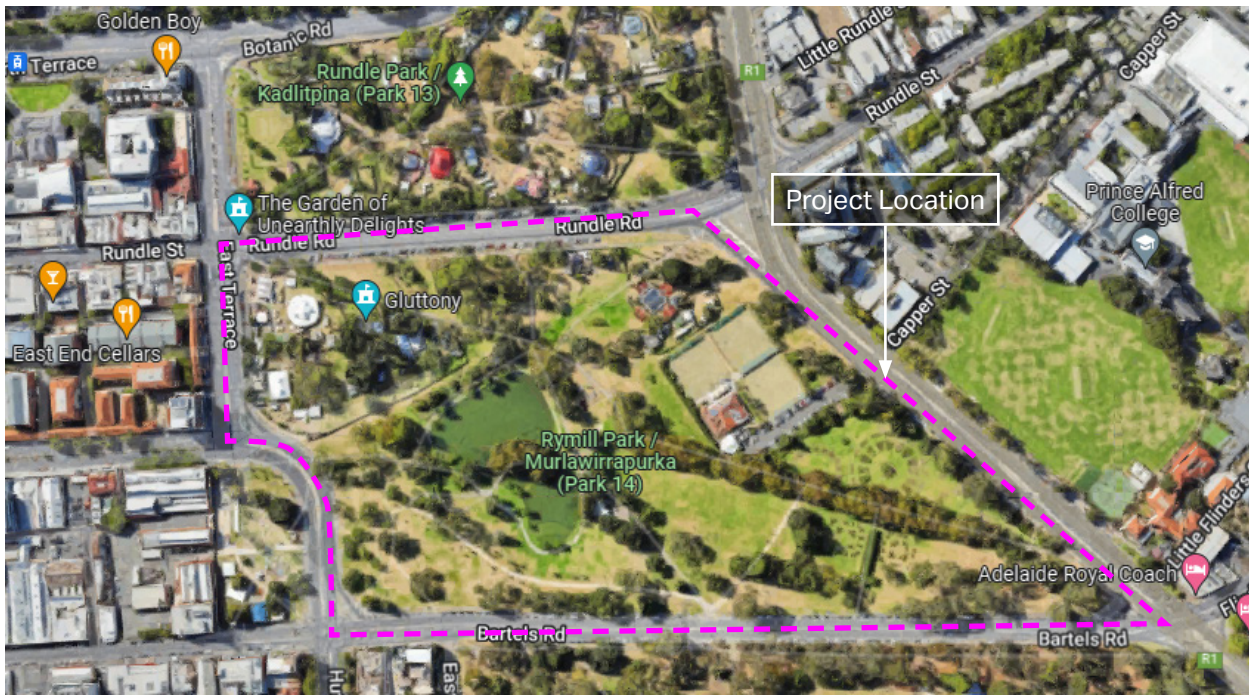 Golden Boy
Botanic Rd
Terrace
Rundle Park /
Kadlitpina (Park 13)
R1
Little Rundle
Rundle St
Capper St
The Garden of
Unearthly Delights
Rundle Rd
Rundle Rd
Project Location
Prince Alfred
College
Rundle St
East Terrace
Gluttony
Capper St
East End Cellars
Rymill Park /
Murlawirrapurka
(Park 14)
Little Flinders
Adelaide Royal Coach
Bartels Rd
Bartels Rd
R1